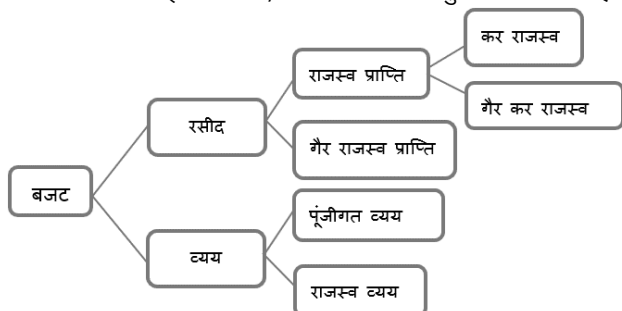 कर राजस्व
राजस्व प्राप्ति
गैर कर राजस्व
रसीद
गैर राजस्व प्राप्ति
बजट
पूंजीगत व्यय
व्यय
राजस्व व्यय